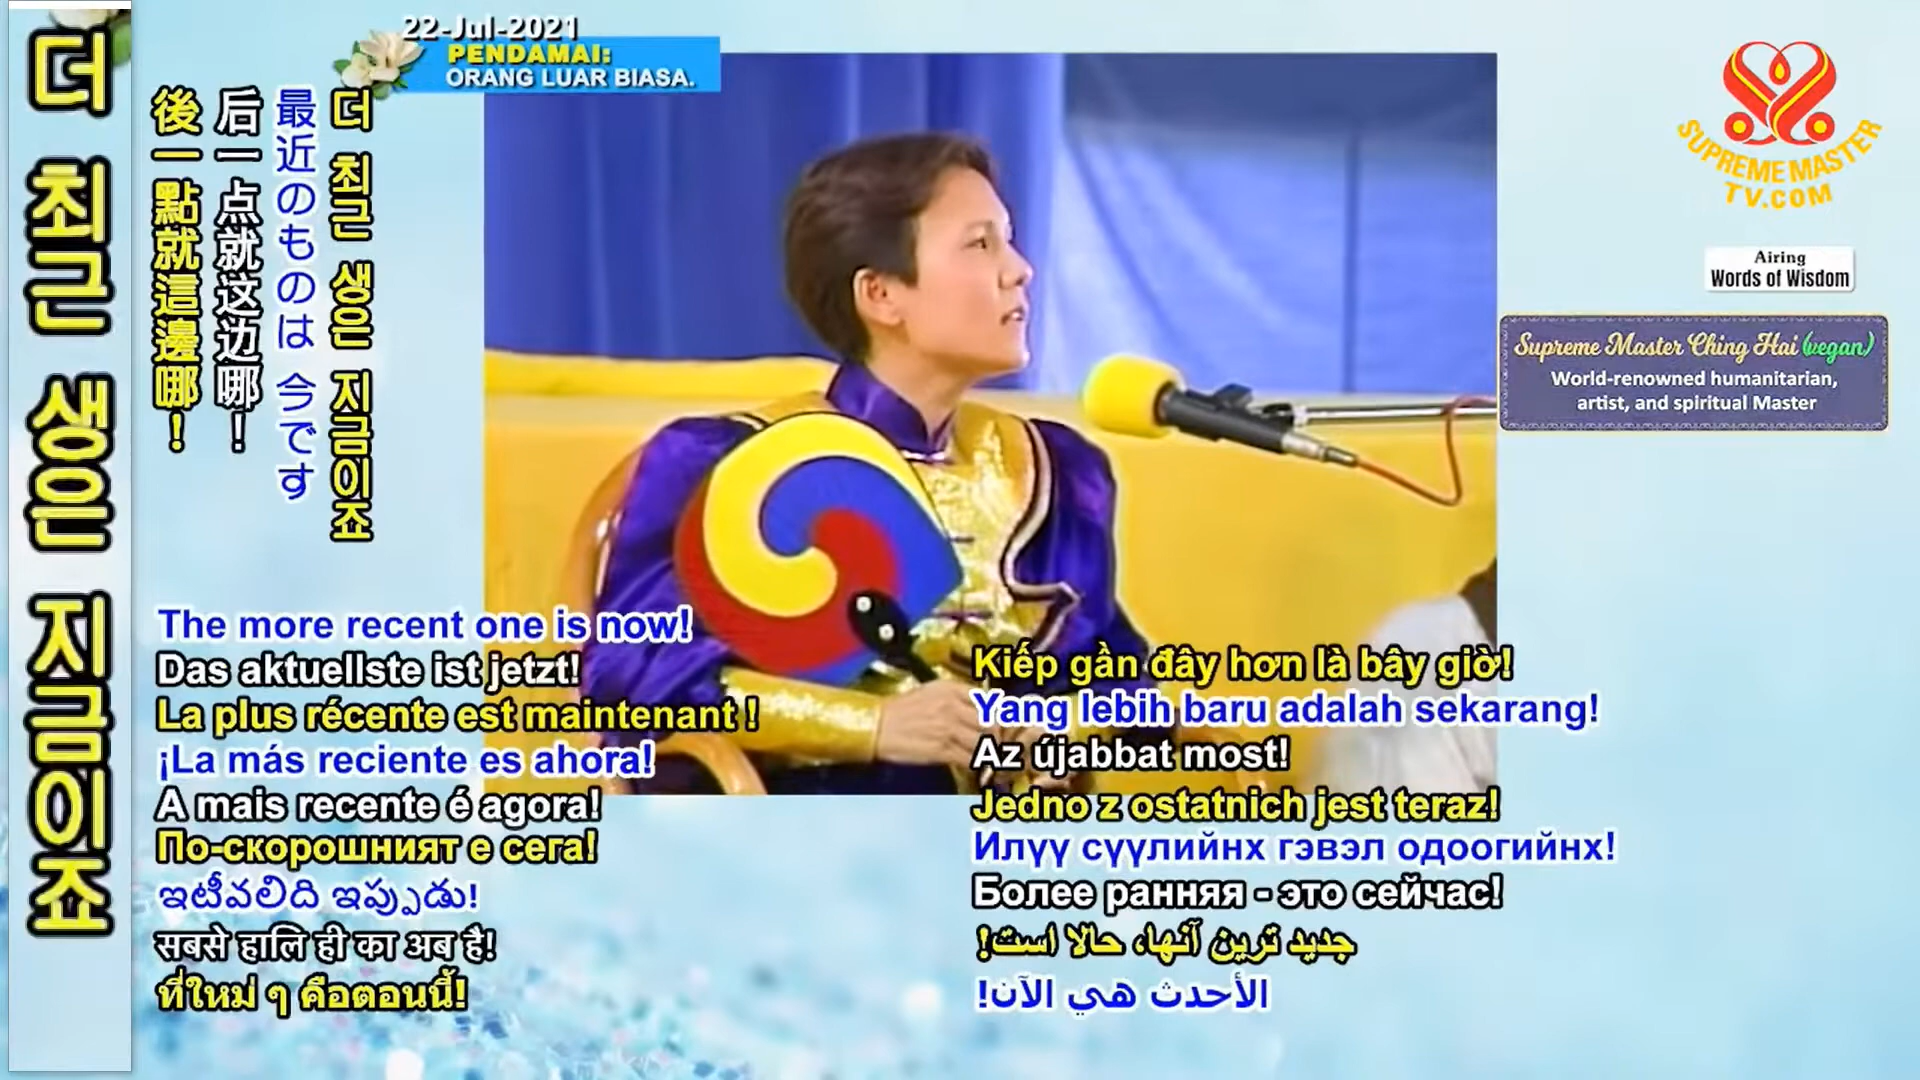 더 최근 생은 지금이죠
22-Jul-2021
PENDAMAI:
ORANG LUAR BIASA.
後一點就這邊哪！
后一点就这边哪！
最近のものは 今です
더 최근 생은 지금이죠
SUPREME MASTER
TV.COM
Airing
Words of Wisdom
Supreme Master Ching Hai (vegan)
World-renowned humanitarian,
artist, and spiritual Master
The more recent one is now!
Das aktuellste ist jetzt!
La plus récente est maintenant !
¡La más reciente es ahora!
A mais recente é agora!
По-скорошният е сега!
ఇటీవలిది ఇప్పుడు!
सबसे हालि ही का अब है!
ที่ใหม่ ๆ คือตอนนี้!
Kiếp gần đây hơn là bây giờ!
Yang lebih baru adalah sekarang!
Az újabbat most!
Jedno z ostatnich jest teraz!
Илүү сүүлийнх гэвэл одоогийнх!
Более ранняя - это сейчас!
جدید ترین آنها، حالا است!
الأحدث هي الآن!